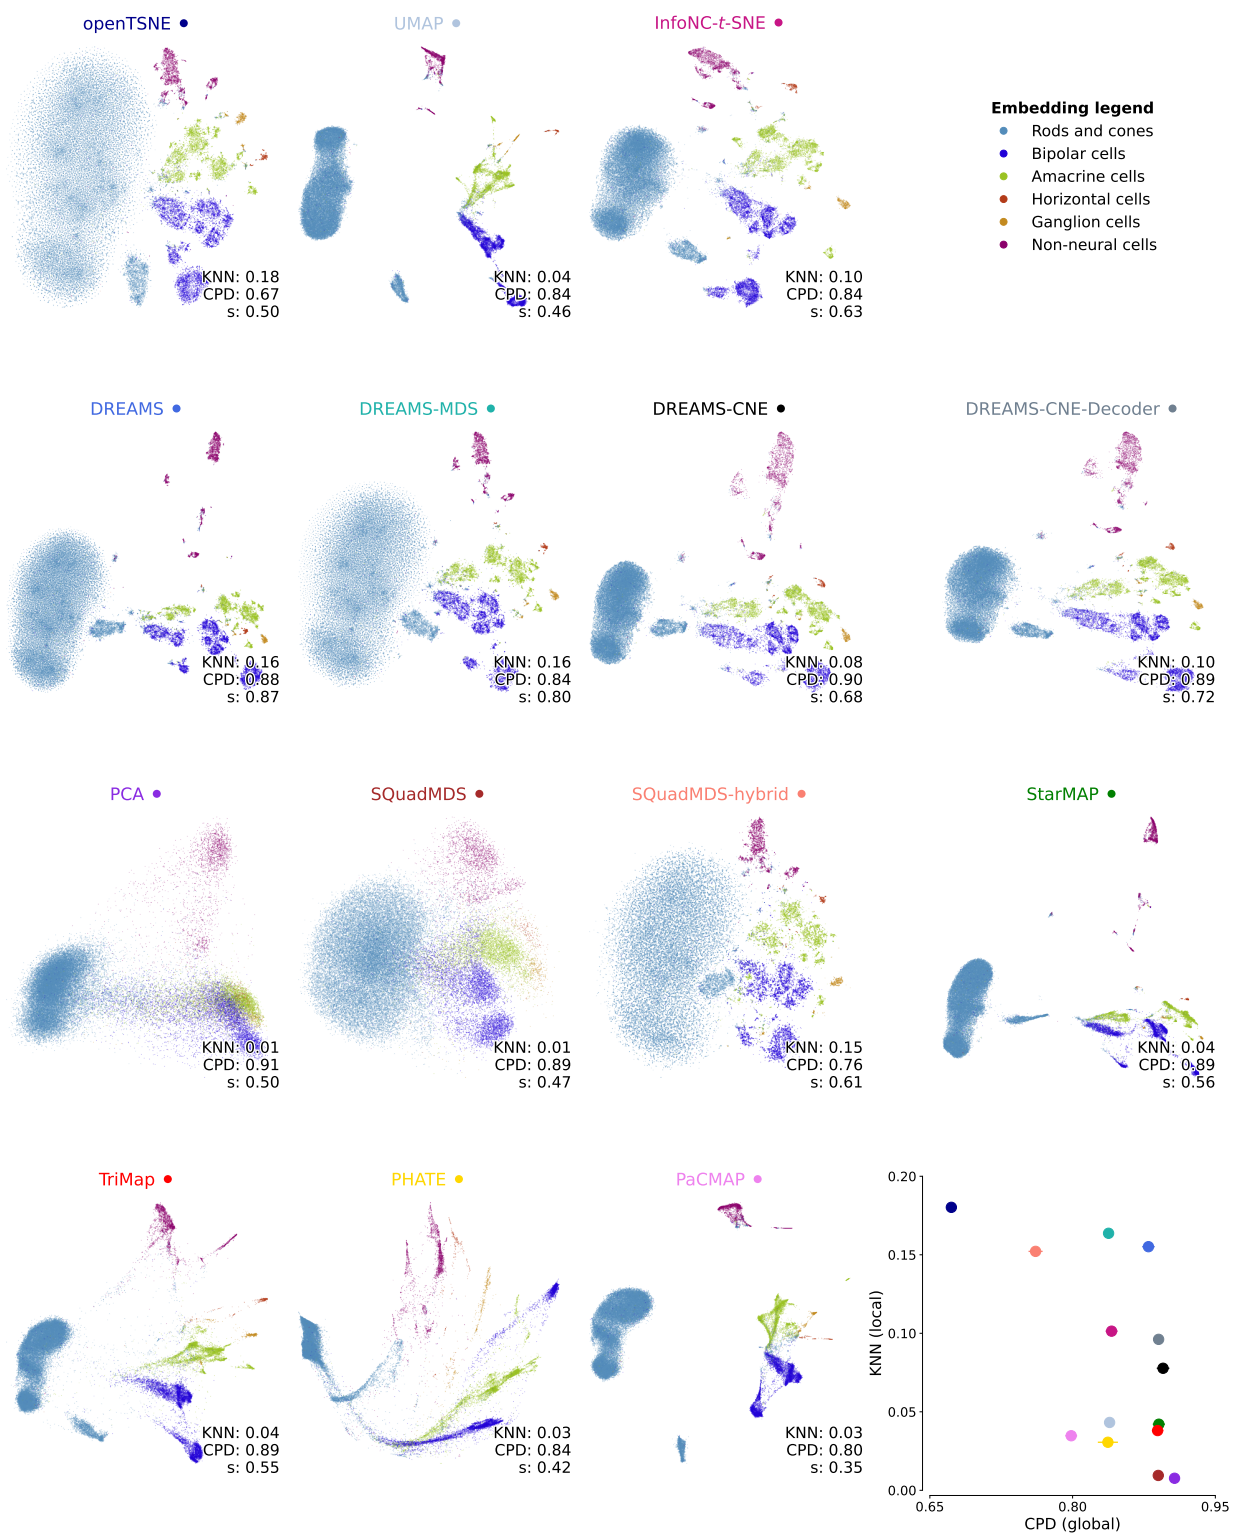 openTSNE
UMAP
InfoNC-t-SNE
Embedding legend
Rods and cones
Bipolar cells
Amacrine cells
Horizontal cells
Ganglion cells
Non-neural cells
KNN: 0.18
CPD: 0.67
s: 0.50
KNN: 0.04
CPD: 0.84
s: 0.46
KNN: 0.10
CPD: 0.84
s: 0.63
DREAMS
DREAMS-MDS
DREAMS-CNE
DREAMS-CNE-Decoder
KNN: 0.16
CPD: 0.88
s: 0.87
KNN: 0.16
CPD: 0.84
s: 0.80
KNN: 0.08
CPD: 0.90
s: 0.68
KNN: 0.10
CPD: 0.89
s: 0.72
PCA
SQuadMDS
SQuadMDS-hybrid
StarMAP
KNN: 0.01
CPD: 0.91
s: 0.50
KNN: 0.01
CPD: 0.89
s: 0.47
KNN: 0.15
CPD: 0.76
s: 0.61
KNN: 0.04
CPD: 0.89
s: 0.56
TriMap
PHATE
PaCMAP
KNN: 0.04
CPD: 0.89
s: 0.55
KNN: 0.03
CPD: 0.84
s: 0.42
KNN: 0.03
CPD: 0.80
s: 0.35
KNN (local)
0.20
0.15
0.10
0.05
0.00
0.65
0.80
0.95
CPD (global)